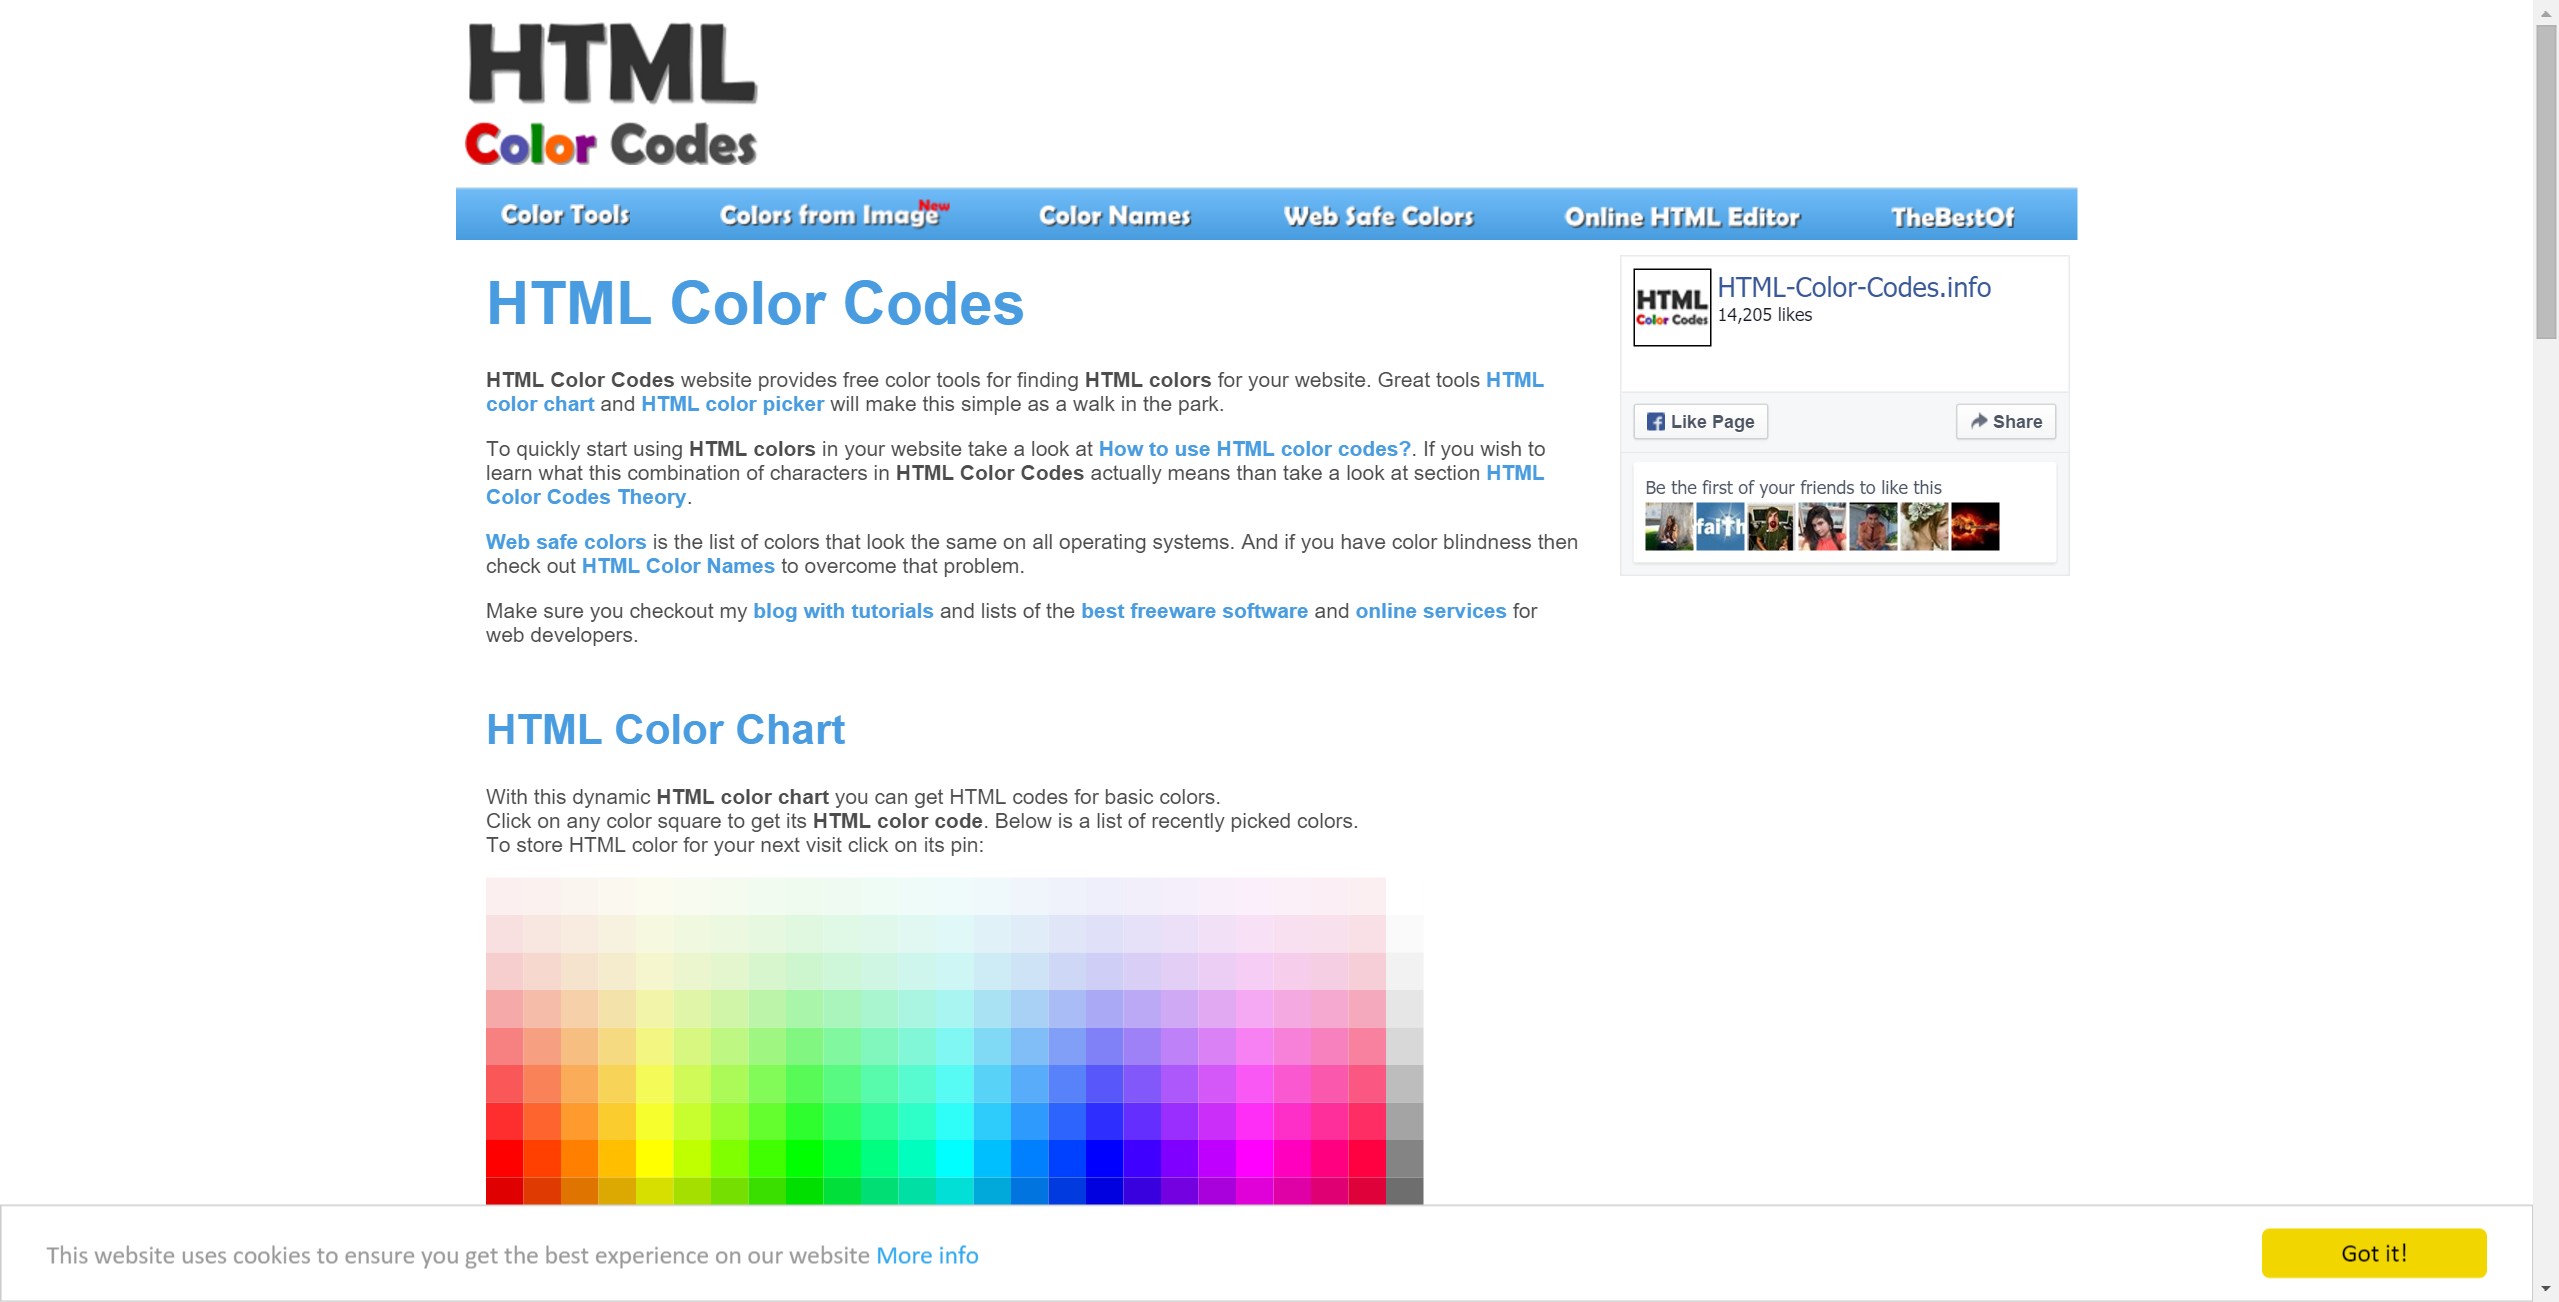 HTML
Color Codes
Color Tools
Colors from Image
New
Color Names
Web Safe Colors
Online HTML Editor
TheBestOf
HTML Color Codes
HTML Color Codes website provides free color tools for finding HTML colors for your website. Great tools HTML
color chart and HTML color picker will make this simple as a walk in the park.
To quickly start using HTML colors in your website take a look at How to use HTML color codes?. If you wish to
learn what this combination of characters in HTML Color Codes actually means than take a look at section HTML
Color Codes Theory.
Web safe colors is the list of colors that look the same on all operating systems. And if you have color blindness then
check out HTML Color Names to overcome that problem.
Make sure you checkout my blog with tutorials and lists of the best freeware software and online services for
web developers.
HTML
Color Codes
HTML-Color-Codes.info
14,205 likes
Like Page
Share
Be the first of your friends to like this
faith
HTML Color Chart
With this dynamic HTML color chart you can get HTML codes for basic colors.
Click on any color square to get its HTML color code. Below is a list of recently picked colors.
To store HTML color for your next visit click on its pin:
This website uses cookies to ensure you get the best experience on our website More info
Got it!